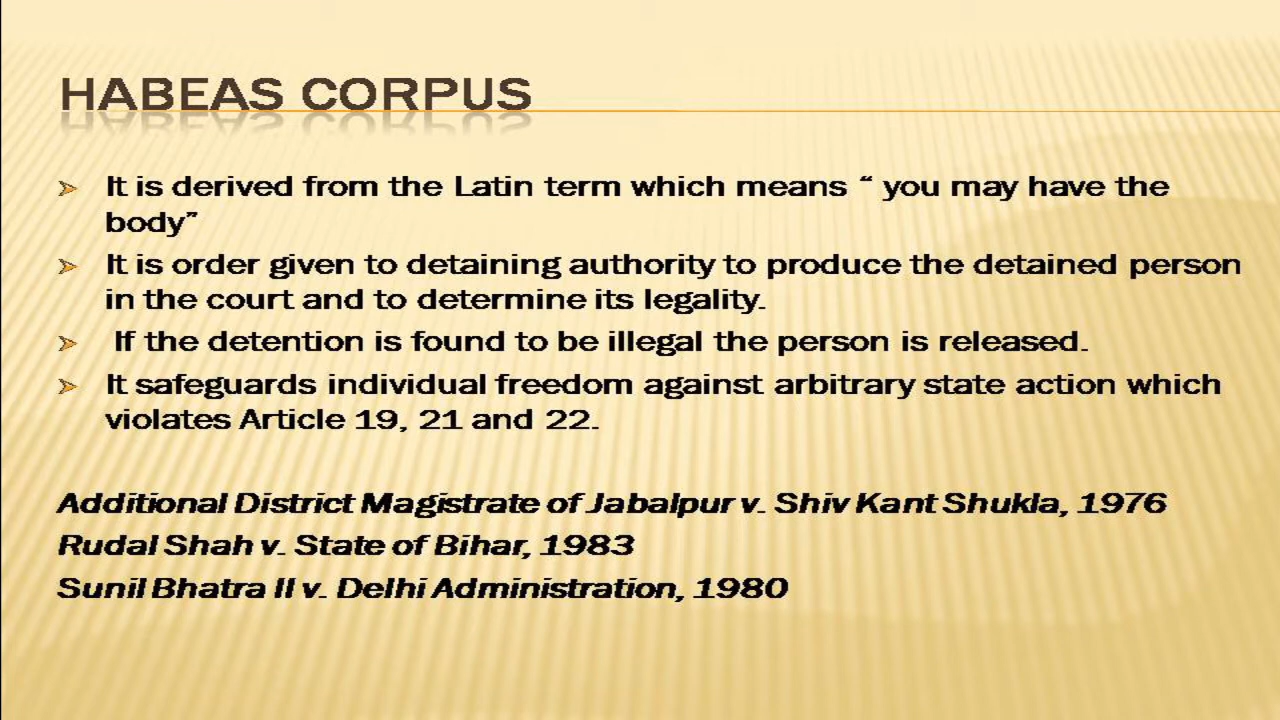 HABEAS CORPUS
It is derived from the Latin term which means “ you may have the
body”
It is order given to detaining authority to produce the detained person
in the court and to determine its legality.
If the detention is found to be illegal the person is released.
It safeguards individual freedom against arbitrary state action which
violates Article 19, 21 and 22.
Additional District Magistrate of Jabalpur v. Shiv Kant Shukla, 1976
Rudal Shah v. State of Bihar, 1983
Sunil Bhatra II v. Delhi Administration, 1980